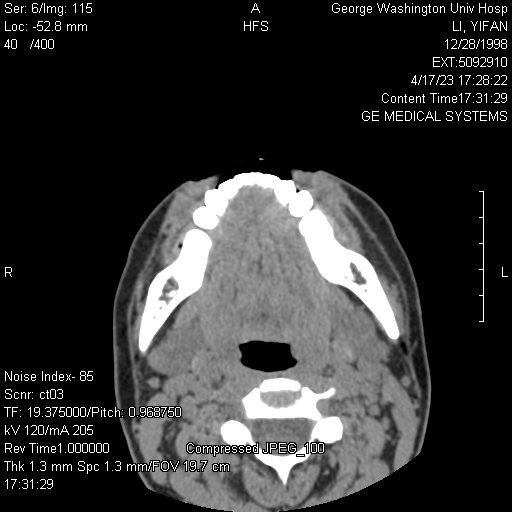 Ser: 6/Img: 115
Loc: -52.8 mm
40 /400
A
HFS
George Washington Univ Hosp
LI, YIFAN
12/28/1998
EXT:5092910
4/17/23 17:28:22
Content Time17:31:29
GE MEDICAL SYSTEMS
R
L
Noise Index- 85
Scnr: ct03
TF: 19.375000/Pitch: 0.968750
kV 120/mA 205
Rev Time1.000000
Compressed JPEG_100
Thk 1.3 mm Spc 1.3 mm/FOV 19.7 cm
17:31:29